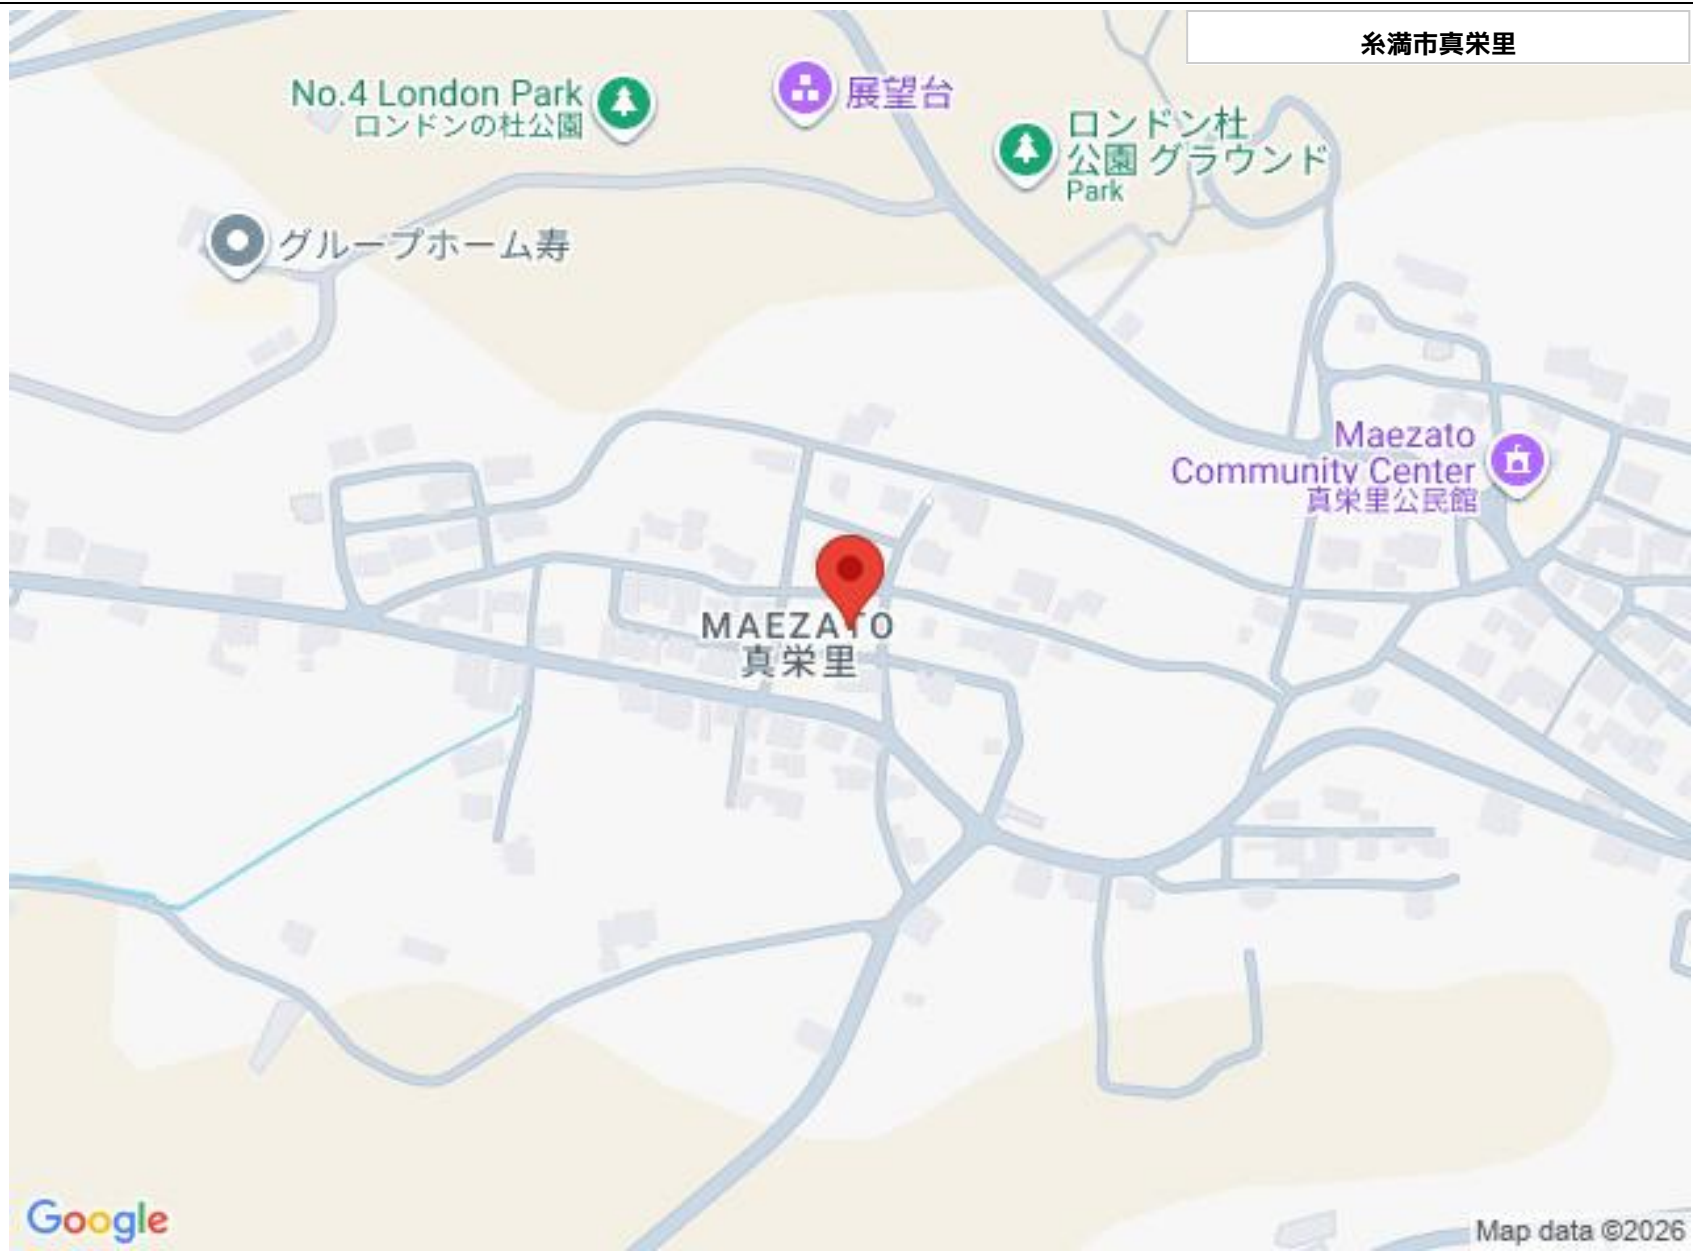 糸満市真栄里
No.4 London Park
ロンドンの杜公園
展望台
ロンドン杜
公園 グラウンド
Park
グループホーム寿
Maezato
Community Center
真栄里公民館
MAEZATO
真栄里
Google
Map data ©2026